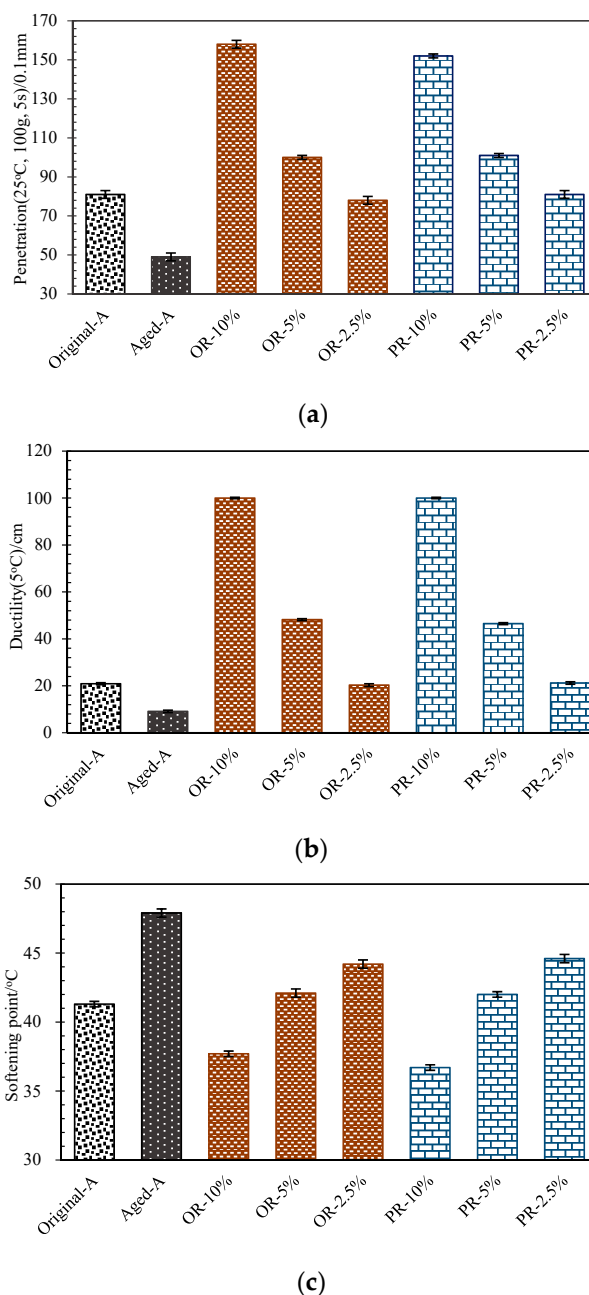 Penetration(25°C, 100g, 5s)/0.1mm
170
150
130
110
90
70
50
30
Original-A
Aged-A
OR-10%
OR-5%
OR-2.5%
PR-10%
PR-5%
PR-2.5%
(a)
Ductility(5°C)/cm
120
100
80
60
40
20
0
Original-A
Aged-A
OR-10%
OR-5%
OR-2.5%
PR-10%
PR-5%
PR-2.5%
(b)
Softening point/°C
50
45
40
35
30
Original-A
Aged-A
OR-10%
OR-5%
OR-2.5%
PR-10%
PR-5%
PR-2.5%
(c)